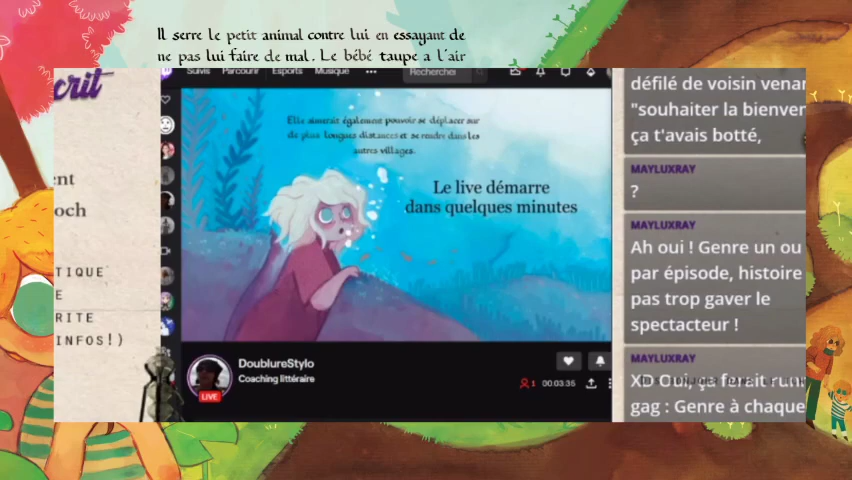 Il serre le petit animal contre lui en essayant de
ne pas lui faire de mal. Le bébé taupe a l'air
crit
Suivis Parcourir Esports Musique ••• Rechercher
Elle aimerait également pouvoir se déplacer sur
de plus longues distances et se rendre dans les
autres villages.
Le live démarre
dans quelques minutes
ent
och
TIQUE
E
RITE
INFOS!)
DoublureStylo
Coaching littéraire
LIVE
1 00:03:35
défilé de voisin venan
"souhaiter la bienven
ça t'avais botté,
MAYLUXRAY
?
MAYLUXRAY
Ah oui ! Genre un ou
par épisode, histoire
pas trop gaver le
spectacteur !
MAYLUXRAY
XD Oui, ça ferait runn
gag : Genre à chaque